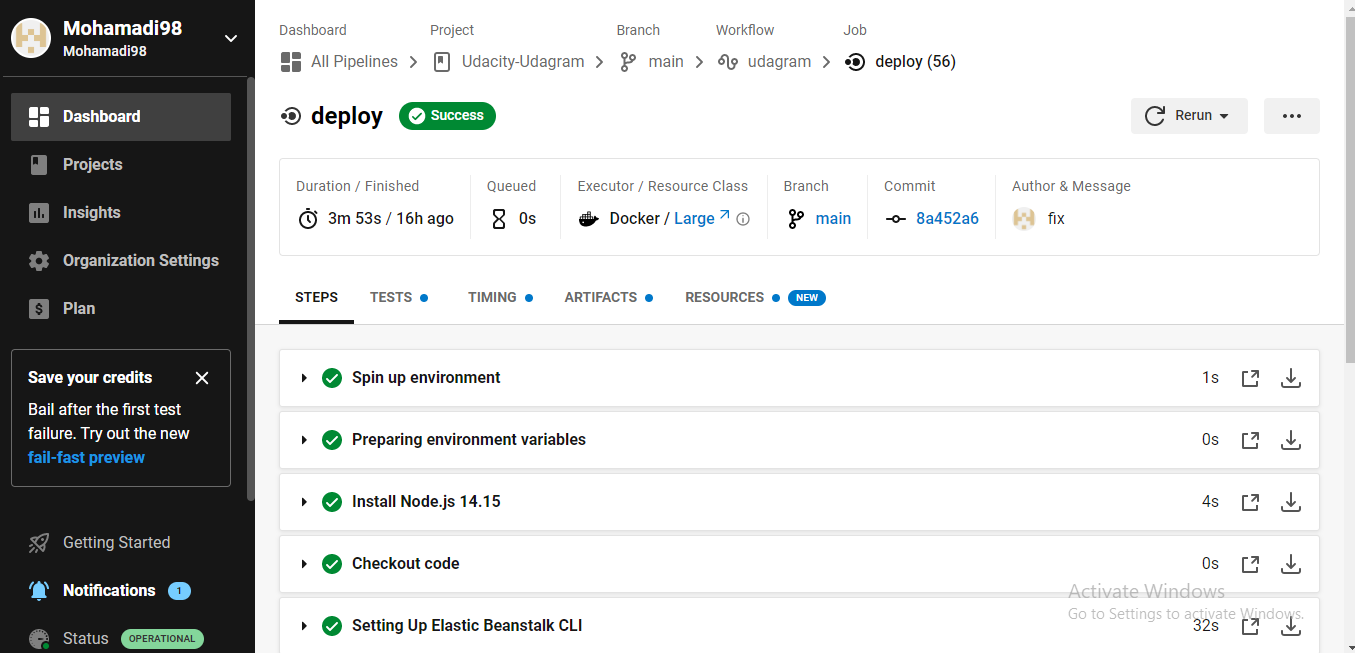 Mohamadi98
Mohamadi98
Dashboard
Projects
Insights
Organization Settings
Plan
Save your credits
Bail after the first test
failure. Try out the new
fail-fast preview
Getting Started
Notifications 1
Status OPERATIONAL
Dashboard Project Branch Workflow Job
All Pipelines Udacity-Udagram main udagram deploy (56)
deploy Success Rerun
Duration / Finished Queued Executor / Resource Class Branch Commit Author & Message
3m 53s / 16h ago 0s Docker / Large main 8a452a6 fix
STEPS TESTS TIMING ARTIFACTS RESOURCES NEW
Spin up environment 1s
Preparing environment variables 0s
Install Node.js 14.15 4s
Checkout code 0s
Setting Up Elastic Beanstalk CLI 32s
Activate Windows
Go to Settings to activate Windows.